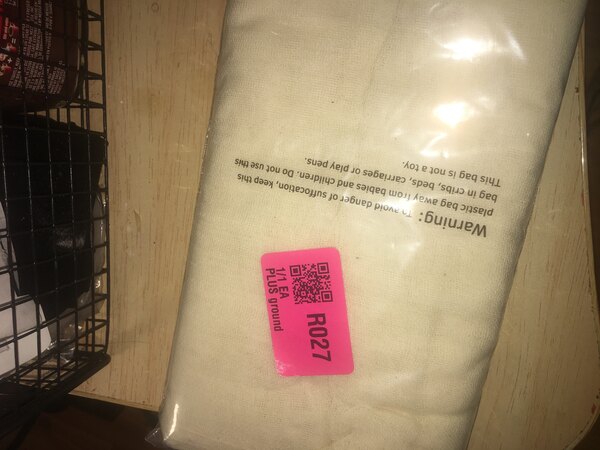 Warning: To avoid danger of suffocation, keep this
plastic bag away from babies and children. Do not use this
bag in cribs, beds, carriages or play pens.
This bag is not a toy.
R027
1/1 EA
PLUS ground